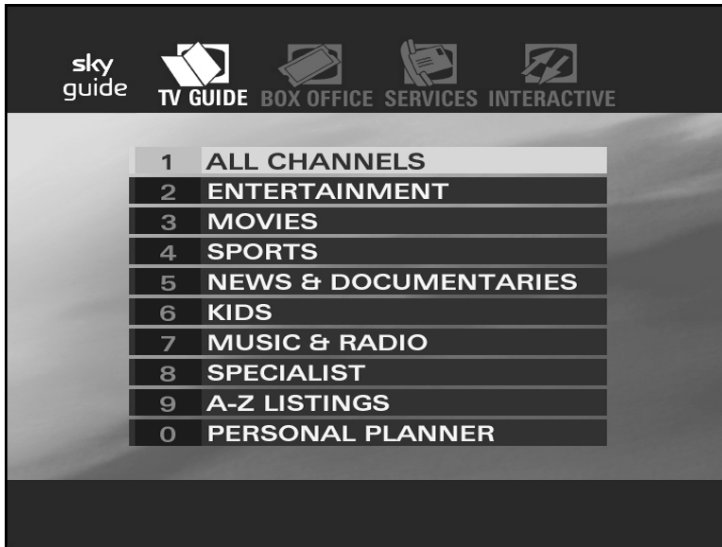 sky
guide
TV GUIDE BOX OFFICE SERVICES INTERACTIVE
1 ALL CHANNELS
2 ENTERTAINMENT
3 MOVIES
4 SPORTS
5 NEWS & DOCUMENTARIES
6 KIDS
7 MUSIC & RADIO
8 SPECIALIST
9 A-Z LISTINGS
0 PERSONAL PLANNER